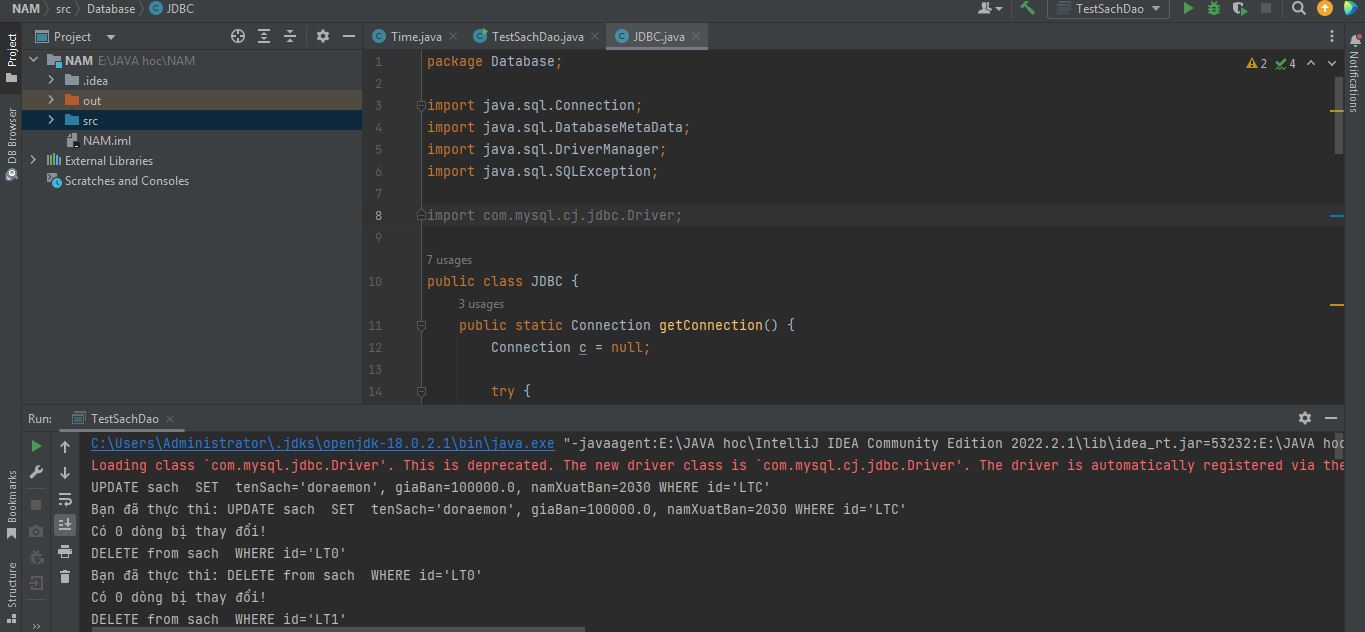 NAM src Database JDBC
TestSachDao
Project
Time.java TestSachDao.java JDBC.java
Project
NAM E:\JAVA hoc\NAM
.idea
out
src
NAM.iml
External Libraries
Scratches and Consoles
DB Browser
Bookmarks
Structure
Notifications
2 4
1 package Database;
2
3 import java.sql.Connection;
4 import java.sql.DatabaseMetaData;
5 import java.sql.DriverManager;
6 import java.sql.SQLException;
7
8 import com.mysql.cj.jdbc.Driver;
9
7 usages
10 public class JDBC {
3 usages
11 public static Connection getConnection() {
12 Connection c = null;
13
14 try {
Run: TestSachDao
C:\Users\Administrator\.jdks\openjdk-18.0.2.1\bin\java.exe "-javaagent:E:\JAVA hoc\IntelliJ IDEA Community Edition 2022.2.1\lib\idea_rt.jar=53232:E:\JAVA hoc
Loading class `com.mysql.jdbc.Driver'. This is deprecated. The new driver class is `com.mysql.cj.jdbc.Driver'. The driver is automatically registered via the
UPDATE sach  SET  tenSach='doraemon', giaBan=100000.0, namXuatBan=2030 WHERE id='LTC'
Bạn đã thực thi: UPDATE sach  SET  tenSach='doraemon', giaBan=100000.0, namXuatBan=2030 WHERE id='LTC'
Có 0 dòng bị thay đổi!
DELETE from sach  WHERE id='LT0'
Bạn đã thực thi: DELETE from sach  WHERE id='LT0'
Có 0 dòng bị thay đổi!
DELETE from sach  WHERE id='LT1'